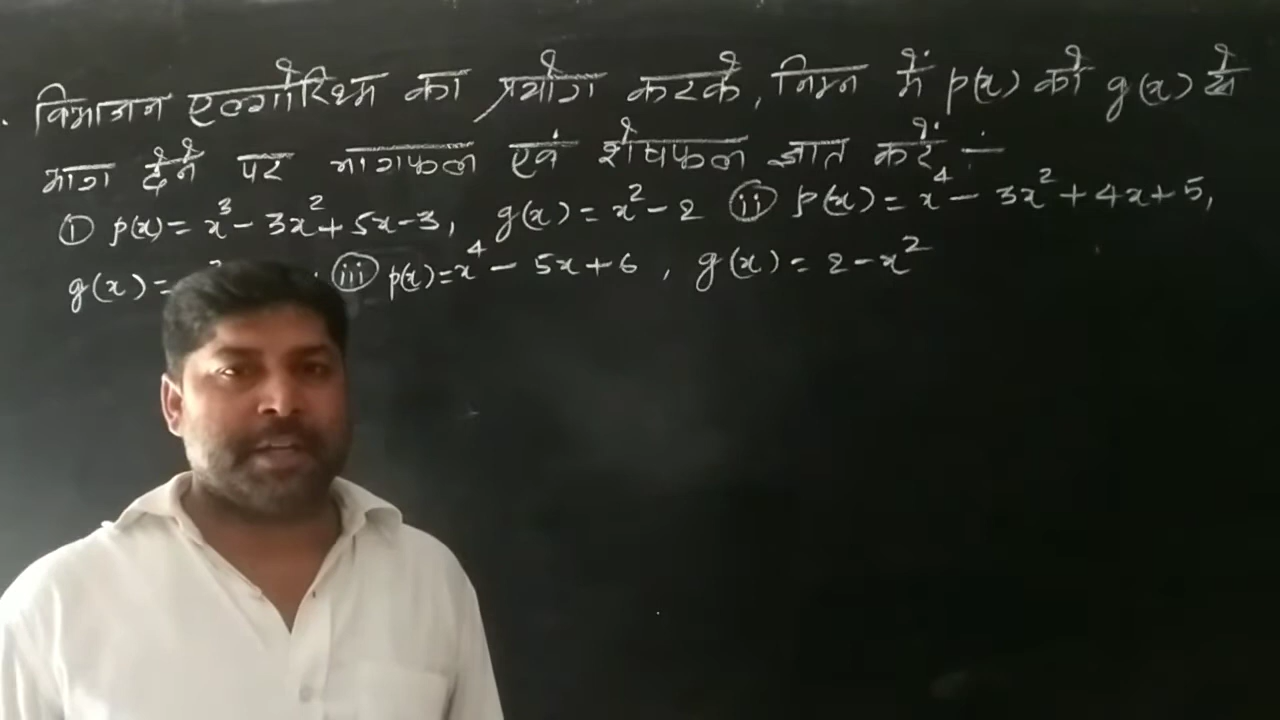 विभाजन एल्गोरिथ्म का प्रयोग करके, निम्न में p(x) को g(x) से
भाग देने पर भागफल एवं शेषफल ज्ञात करें :-
(i) p(x) = x³ - 3x² + 5x - 3, g(x) = x² - 2 (ii) p(x) = x⁴ - 3x² + 4x + 5,
g(x) = (iii) p(x) = x⁴ - 5x + 6, g(x) = 2 - x²